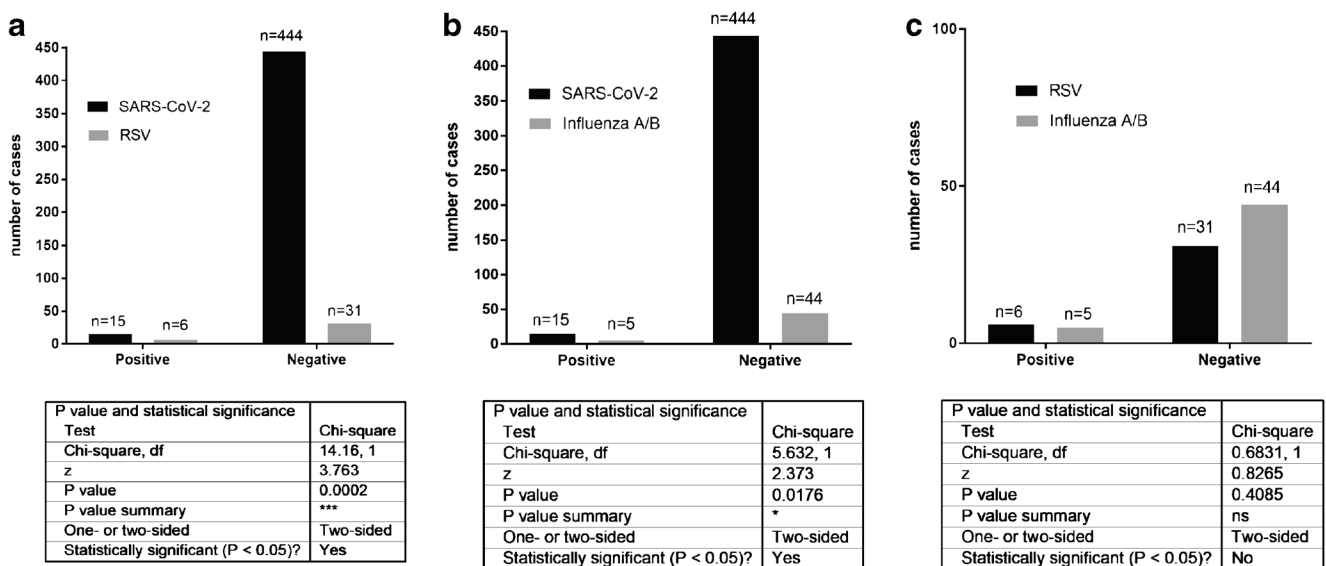 a
n=444
450
400
350
300
250
200
150
100
50
0
number of cases
SARS-CoV-2
RSV
n=15
n=6
n=31
Positive
Negative
P value and statistical significance
Test Chi-square
Chi-square, df 14.16, 1
z 3.763
P value 0.0002
P value summary ***
One- or two-sided Two-sided
Statistically significant (P < 0.05)? Yes
b
n=444
450
400
350
300
250
200
150
100
50
0
number of cases
SARS-CoV-2
Influenza A/B
n=15
n=5
n=44
Positive
Negative
P value and statistical significance
Test Chi-square
Chi-square, df 5.632, 1
z 2.373
P value 0.0176
P value summary *
One- or two-sided Two-sided
Statistically significant (P < 0.05)? Yes
c
100
50
0
number of cases
RSV
Influenza A/B
n=6
n=5
n=31
n=44
Positive
Negative
P value and statistical significance
Test Chi-square
Chi-square, df 0.6831, 1
z 0.8265
P value 0.4085
P value summary ns
One- or two-sided Two-sided
Statistically significant (P < 0.05)? No